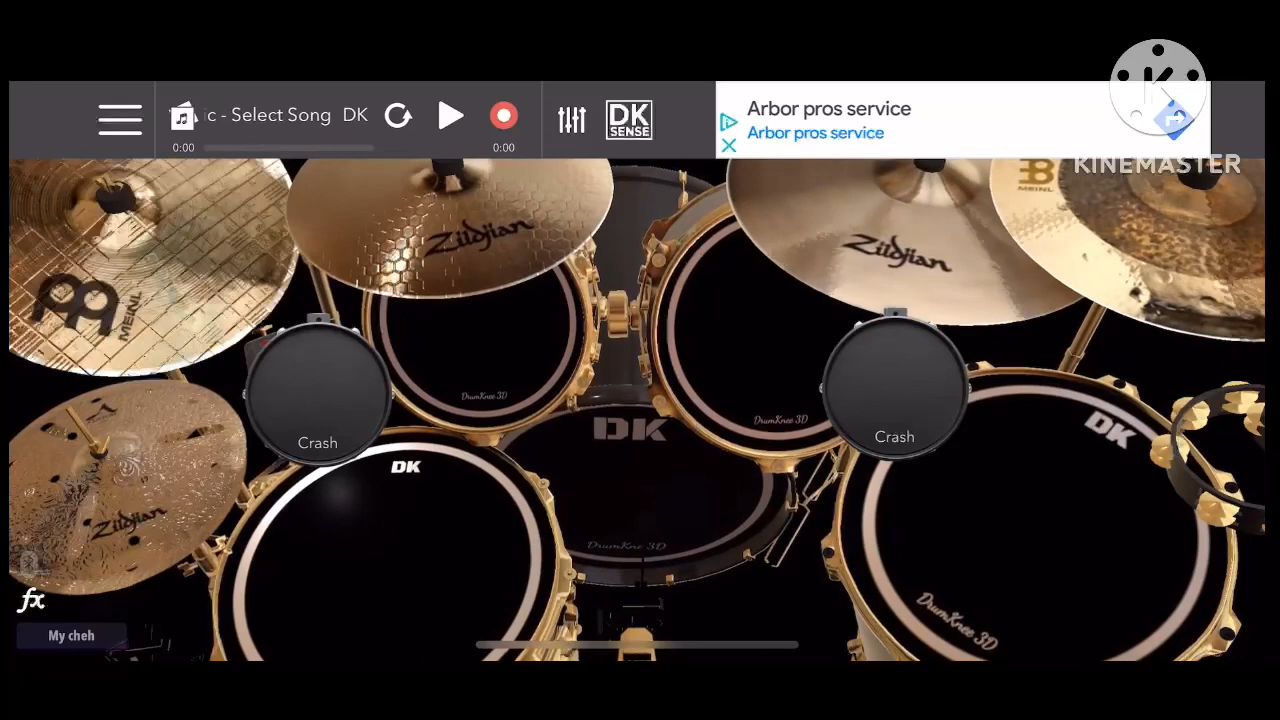 ic - Select Song DK
0:00
0:00
DK
SENSE
Arbor pros service
Arbor pros service
K
KINEMASTER
MEINL
Zildjian
Zildjian
MEINL
DrumKnee 3D
DrumKnee 3D
Crash
Crash
DK
DK
DK
Zildjian
DrumKnee 3D
DrumKnee 3D
fx
My cheh